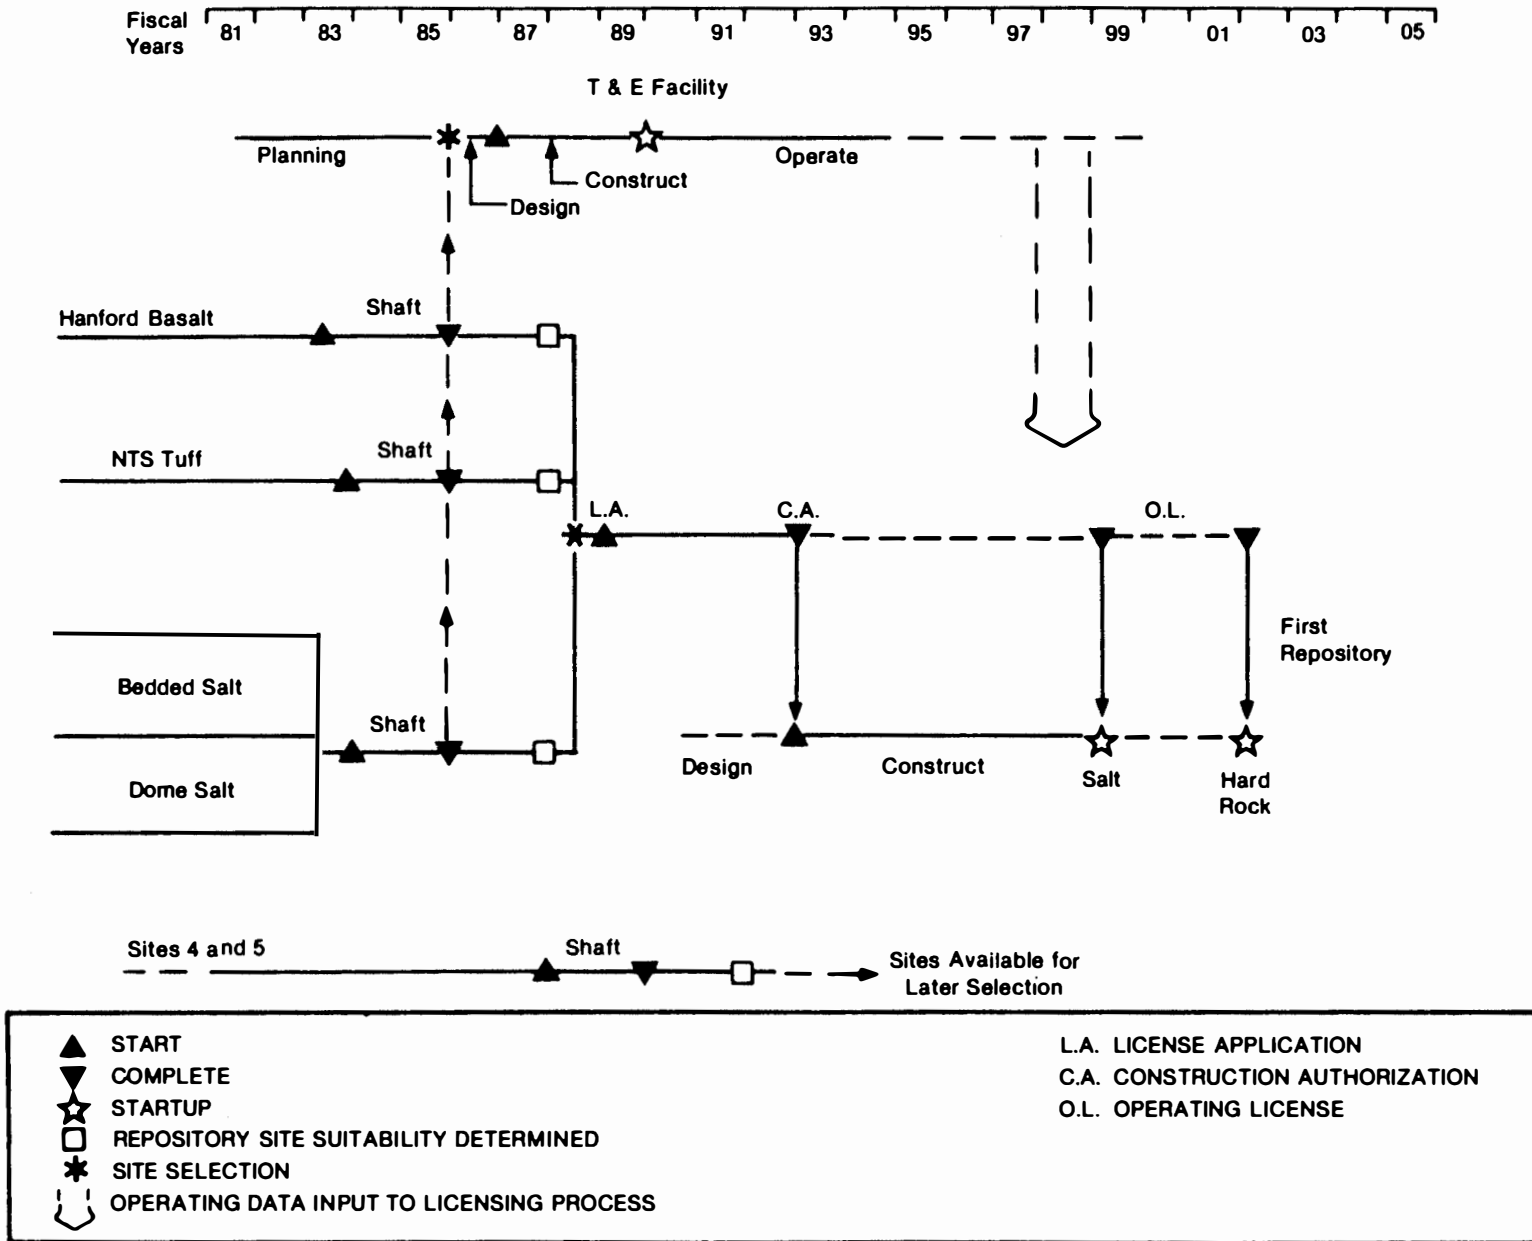 Fiscal
Years
81 83 85 87 89 91 93 95 97 99 01 03 05
T & E Facility
Planning
Operate
Construct
Design
Hanford Basalt
Shaft
NTS Tuff
Shaft
L.A.
C.A.
O.L.
First
Repository
Bedded Salt
Shaft
Dome Salt
Design
Construct
Salt
Hard
Rock
Sites 4 and 5
Shaft
Sites Available for
Later Selection
START
COMPLETE
STARTUP
REPOSITORY SITE SUITABILITY DETERMINED
SITE SELECTION
OPERATING DATA INPUT TO LICENSING PROCESS
L.A. LICENSE APPLICATION
C.A. CONSTRUCTION AUTHORIZATION
O.L. OPERATING LICENSE